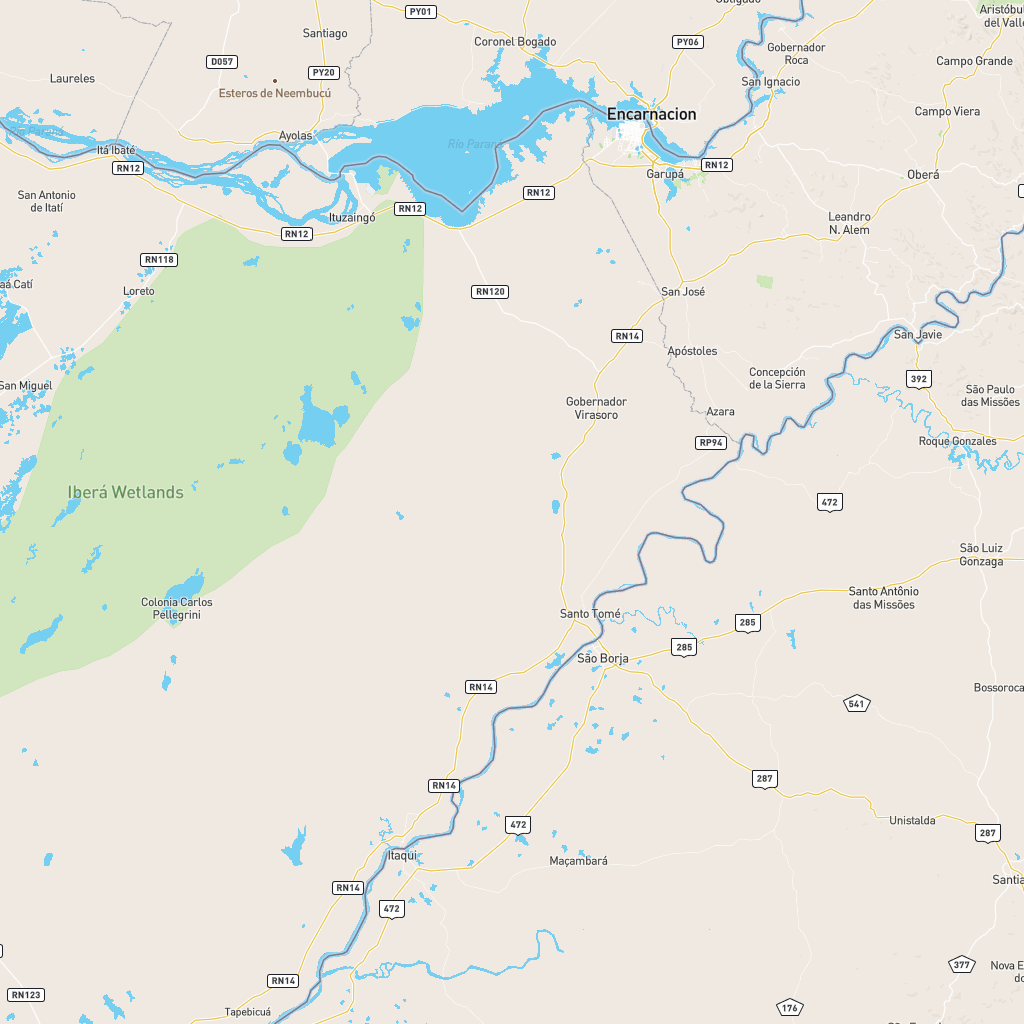 Obligado
PY01
Aristóbul
del Valle
Santiago
Coronel Bogado
PY06
Gobernador
Roca
D057
PY20
Campo Grande
Laureles
Esteros de Neembucú
San Ignacio
Campo Viera
Encarnacion
Río Paraná
Ayolas
Río Paraná
Itá Ibaté
RN12
RN12
Garupá
Oberá
San Antonio
de Itatí
RN12
RN12
Ituzaingó
RN12
Leandro
N. Alem
RN118
aá Catí
Loreto
RN120
San José
RN14
San Javie
Apóstoles
Concepción
de la Sierra
392
San Miguel
São Paulo
das Missões
Gobernador
Virasoro
Azara
RP94
Roque Gonzales
Iberá Wetlands
472
São Luiz
Gonzaga
Santo Antônio
das Missões
Colonia Carlos
Pellegrini
Santo Tomé
285
285
São Borja
RN14
Bossoroca
541
RN14
287
472
Unistalda
287
Itaqui
Maçambará
RN14
Santia
472
377
Nova E
do
RN14
RN123
Tapebicuá
176